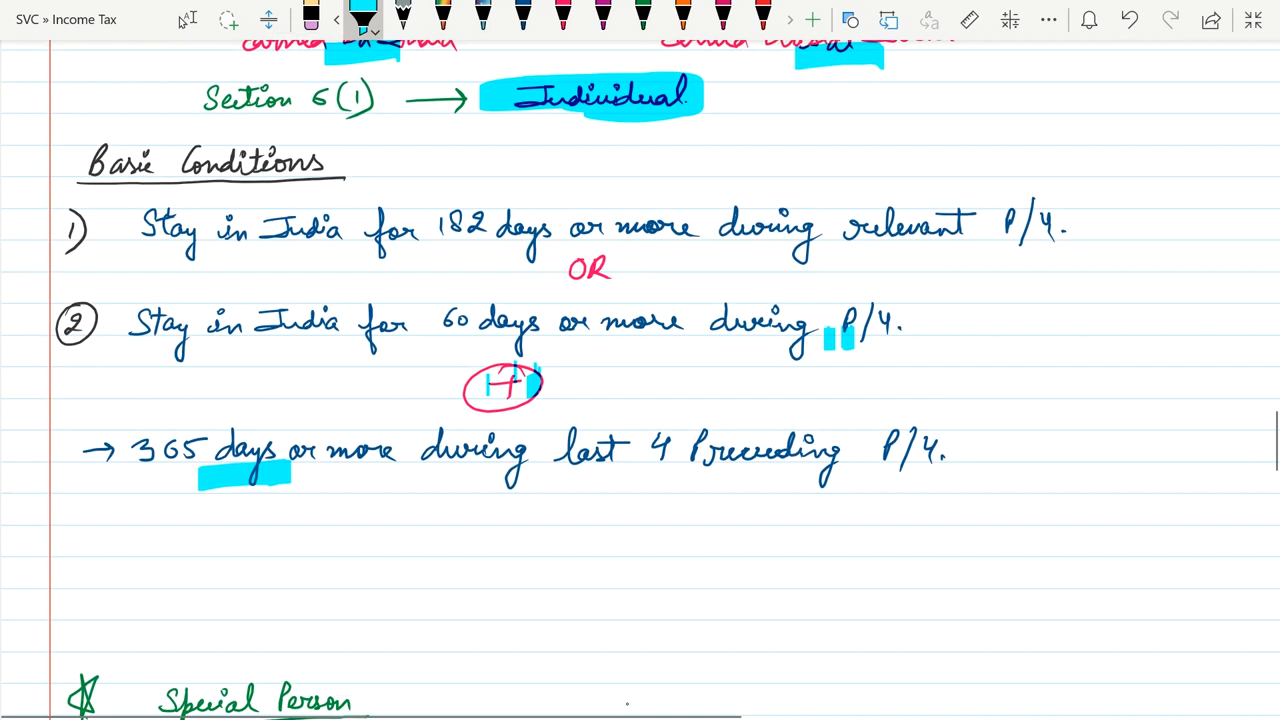 SVC » Income Tax
Section 6(1) → Individual
Basic Conditions
1) Stay in India for 182 days or more during relevant P/Y.
OR
② Stay in India for 60 days or more during P/Y.
+
→ 365 days or more during last 4 Preceeding P/Y.
Special Person